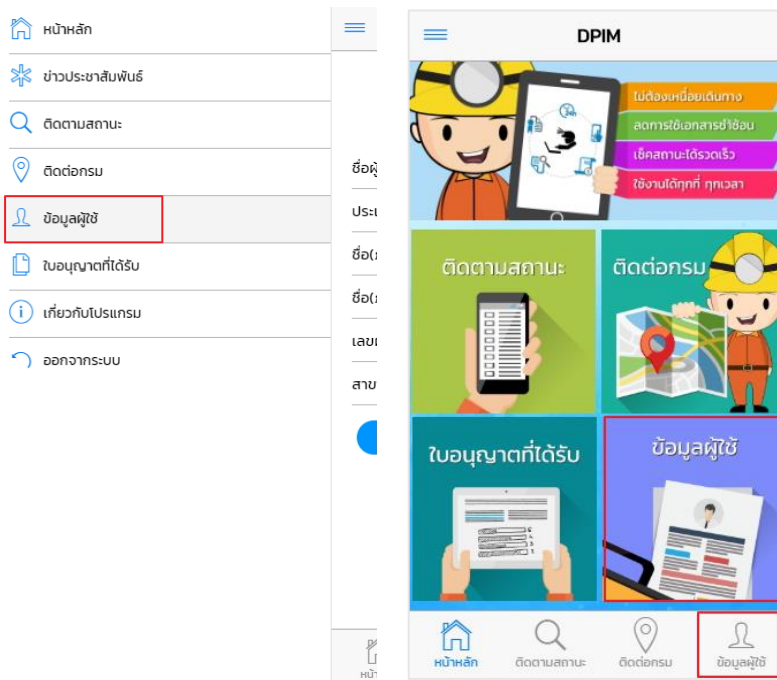 หน้าหลัก
ข่าวประชาสัมพันธ์
ติดตามสถานะ
ติดต่อกรม
ข้อมูลผู้ใช้
ใบอนุญาตที่ได้รับ
เกี่ยวกับโปรแกรม
ออกจากระบบ
DPIM
ไม่ต้องเหนื่อยเดินทาง
ลดการใช้เอกสารซ้ำซ้อน
เช็คสถานะได้รวดเร็ว
ใช้งานได้ทุกที่ ทุกเวลา
24h
ติดตามสถานะ
ติดต่อกรม
ใบอนุญาตที่ได้รับ
ข้อมูลผู้ใช้
หน้าหลัก
ติดตามสถานะ
ติดต่อกรม
ข้อมูลผู้ใช้